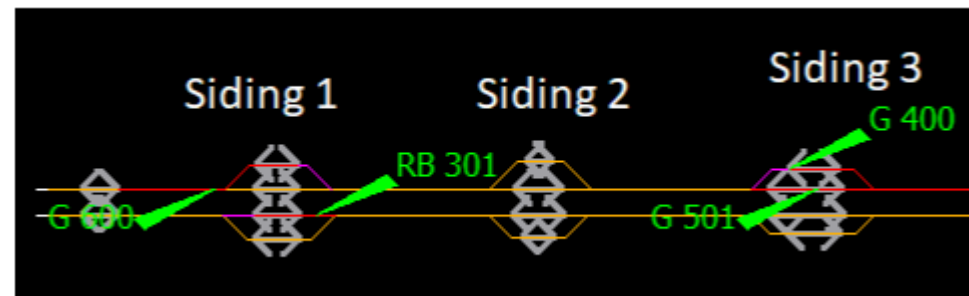 Siding 1
Siding 2
Siding 3
G 400
RB 301
G 600
G 501